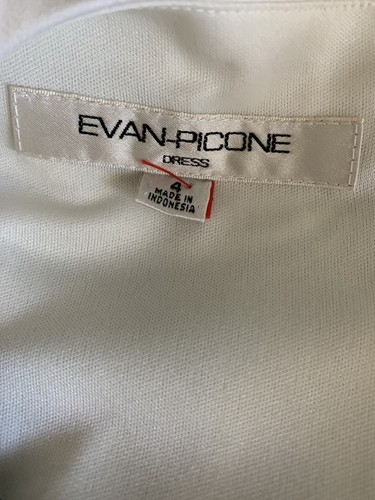 EVAN-PICONE
DRESS
4
MADE IN
INDONESIA